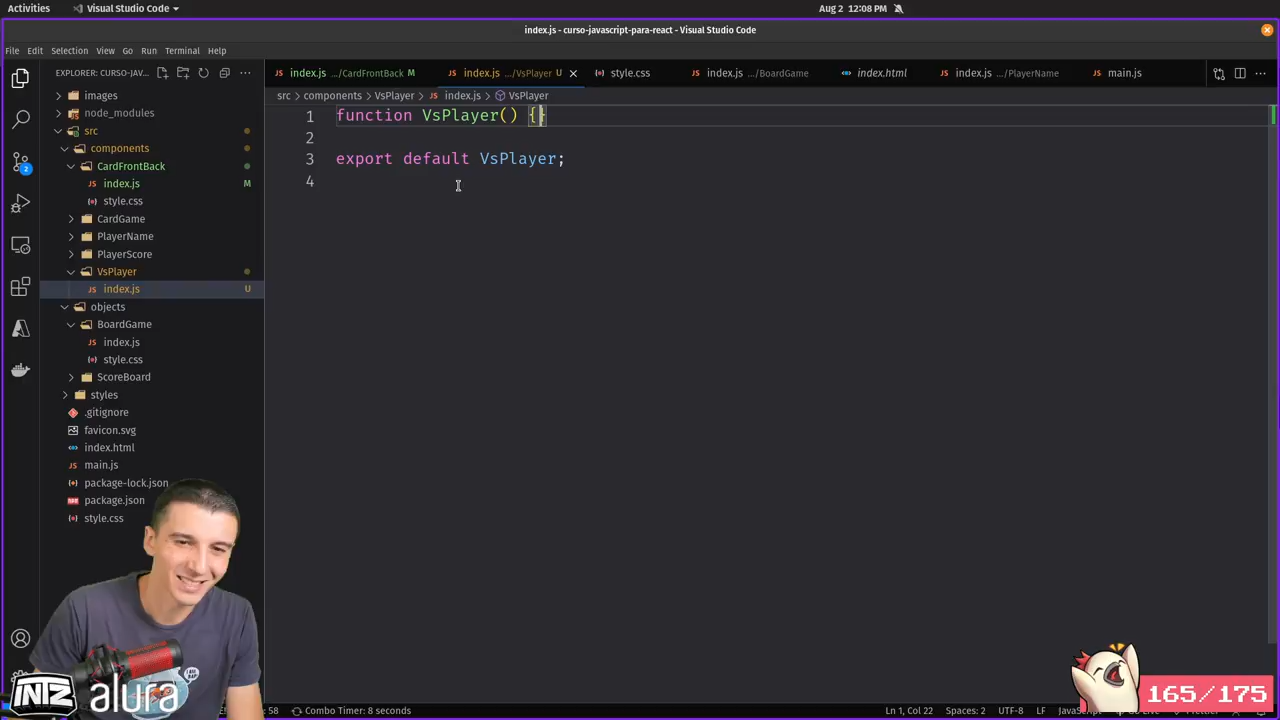 Activities
Visual Studio Code
Aug 2 12:08 PM
index.js - curso-javascript-para-react - Visual Studio Code
File Edit Selection View Go Run Terminal Help
EXPLORER: CURSO-JAV...
index.js .../CardFrontBack M
index.js .../VsPlayer U
style.css
index.js .../BoardGame
index.html
index.js .../PlayerName
main.js
src > components > VsPlayer > index.js > VsPlayer
1 function VsPlayer() {}
2
3 export default VsPlayer;
4
images
node_modules
src
components
CardFrontBack
index.js M
style.css
CardGame
PlayerName
PlayerScore
VsPlayer
index.js U
objects
BoardGame
index.js
style.css
ScoreBoard
styles
.gitignore
favicon.svg
index.html
main.js
package-lock.json
package.json
style.css
2
INTZ alura
58
Combo Timer: 8 seconds
Ln 1, Col 22
Spaces: 2
UTF-8
LF
165/175